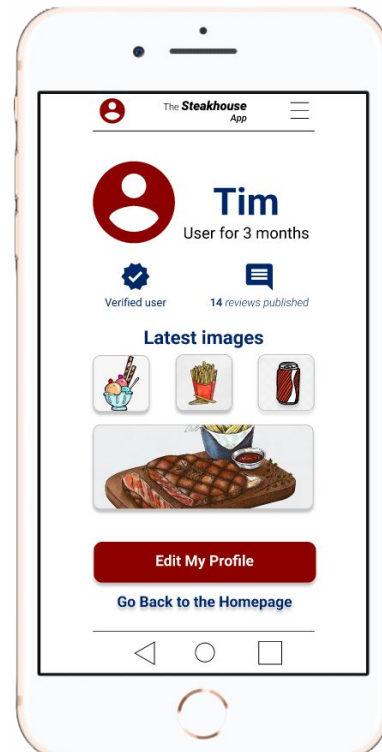 The Steakhouse
App
Tim
User for 3 months
Verified user
14 reviews published
Latest images
Edit My Profile
Go Back to the Homepage